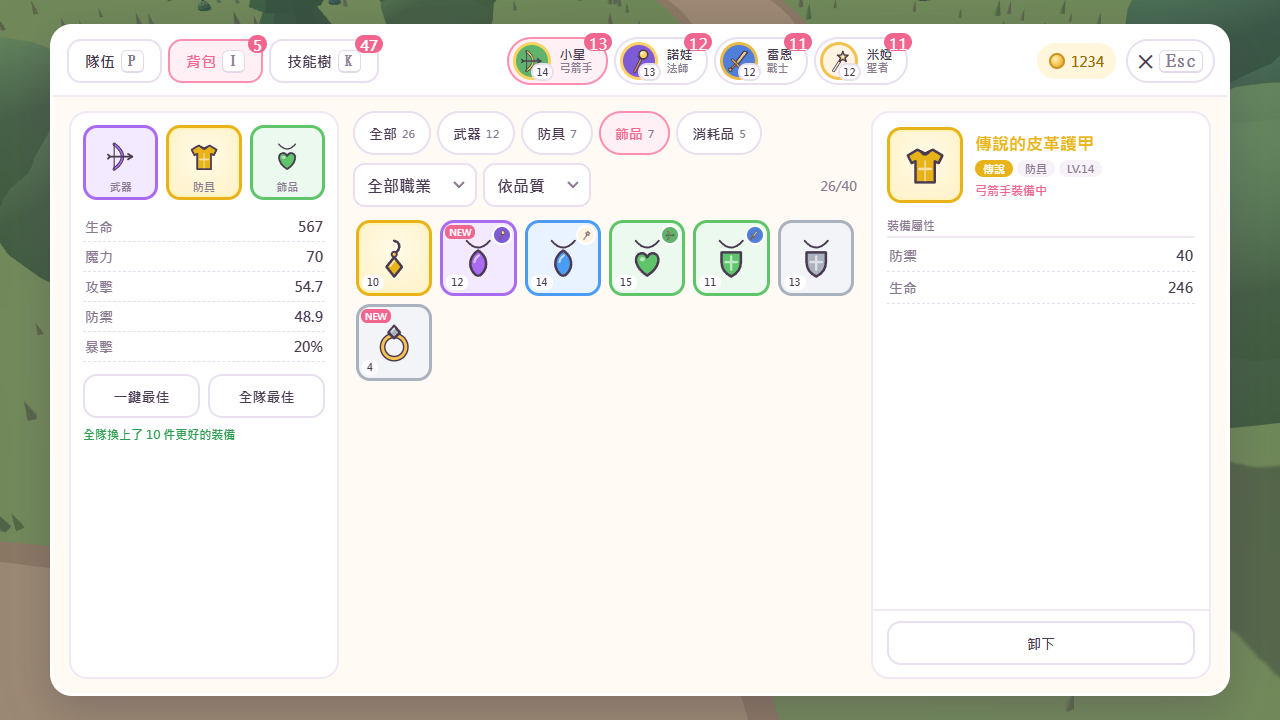 隊伍 P
背包 I 5
技能樹 K 47
小星 弓箭手 14 13
諾娃 法師 13 12
雷恩 戰士 12 11
米婭 聖者 12 11
1234
Esc
武器
防具
飾品
生命 567
魔力 70
攻擊 54.7
防禦 48.9
暴擊 20%
一鍵最佳
全隊最佳
全隊換上了 10 件更好的裝備
全部 26
武器 12
防具 7
飾品 7
消耗品 5
全部職業
依品質
26/40
10
NEW 12
14
15
11
13
NEW 4
傳說的皮革護甲
傳說 防具 LV.14
弓箭手裝備中
裝備屬性
防禦 40
生命 246
卸下